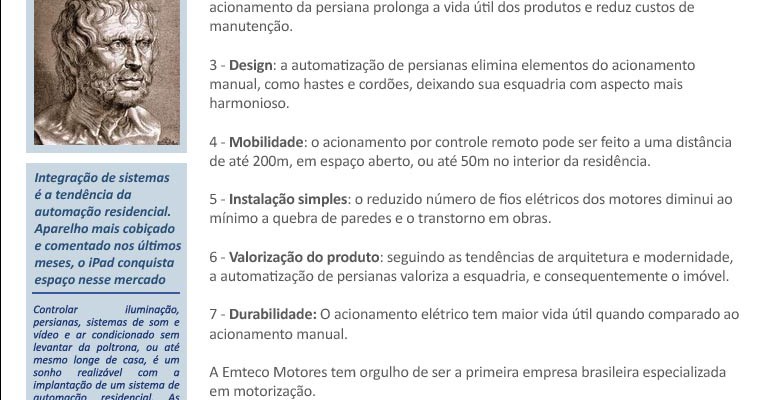 acionamento da persiana prolonga a vida útil dos produtos e reduz custos de
manutenção.
3 - Design: a automatização de persianas elimina elementos do acionamento
manual, como hastes e cordões, deixando sua esquadria com aspecto mais
harmonioso.
4 - Mobilidade: o acionamento por controle remoto pode ser feito a uma distância
de até 200m, em espaço aberto, ou até 50m no interior da residência.
5 - Instalação simples: o reduzido número de fios elétricos dos motores diminui ao
mínimo a quebra de paredes e o transtorno em obras.
6 - Valorização do produto: seguindo as tendências de arquitetura e modernidade,
a automatização de persianas valoriza a esquadria, e consequentemente o imóvel.
7 - Durabilidade: O acionamento elétrico tem maior vida útil quando comparado ao
acionamento manual.
A Emteco Motores tem orgulho de ser a primeira empresa brasileira especializada
em motorização.
Integração de sistemas
é a tendência da
automação residencial.
Aparelho mais cobiçado
e comentado nos últimos
meses, o iPad conquista
espaço nesse mercado
Controlar iluminação,
persianas, sistemas de som e
vídeo e ar condicionado sem
levantar da poltrona, ou até
mesmo longe de casa, é um
sonho realizável com a
implantação de um sistema de
automação residencial. As